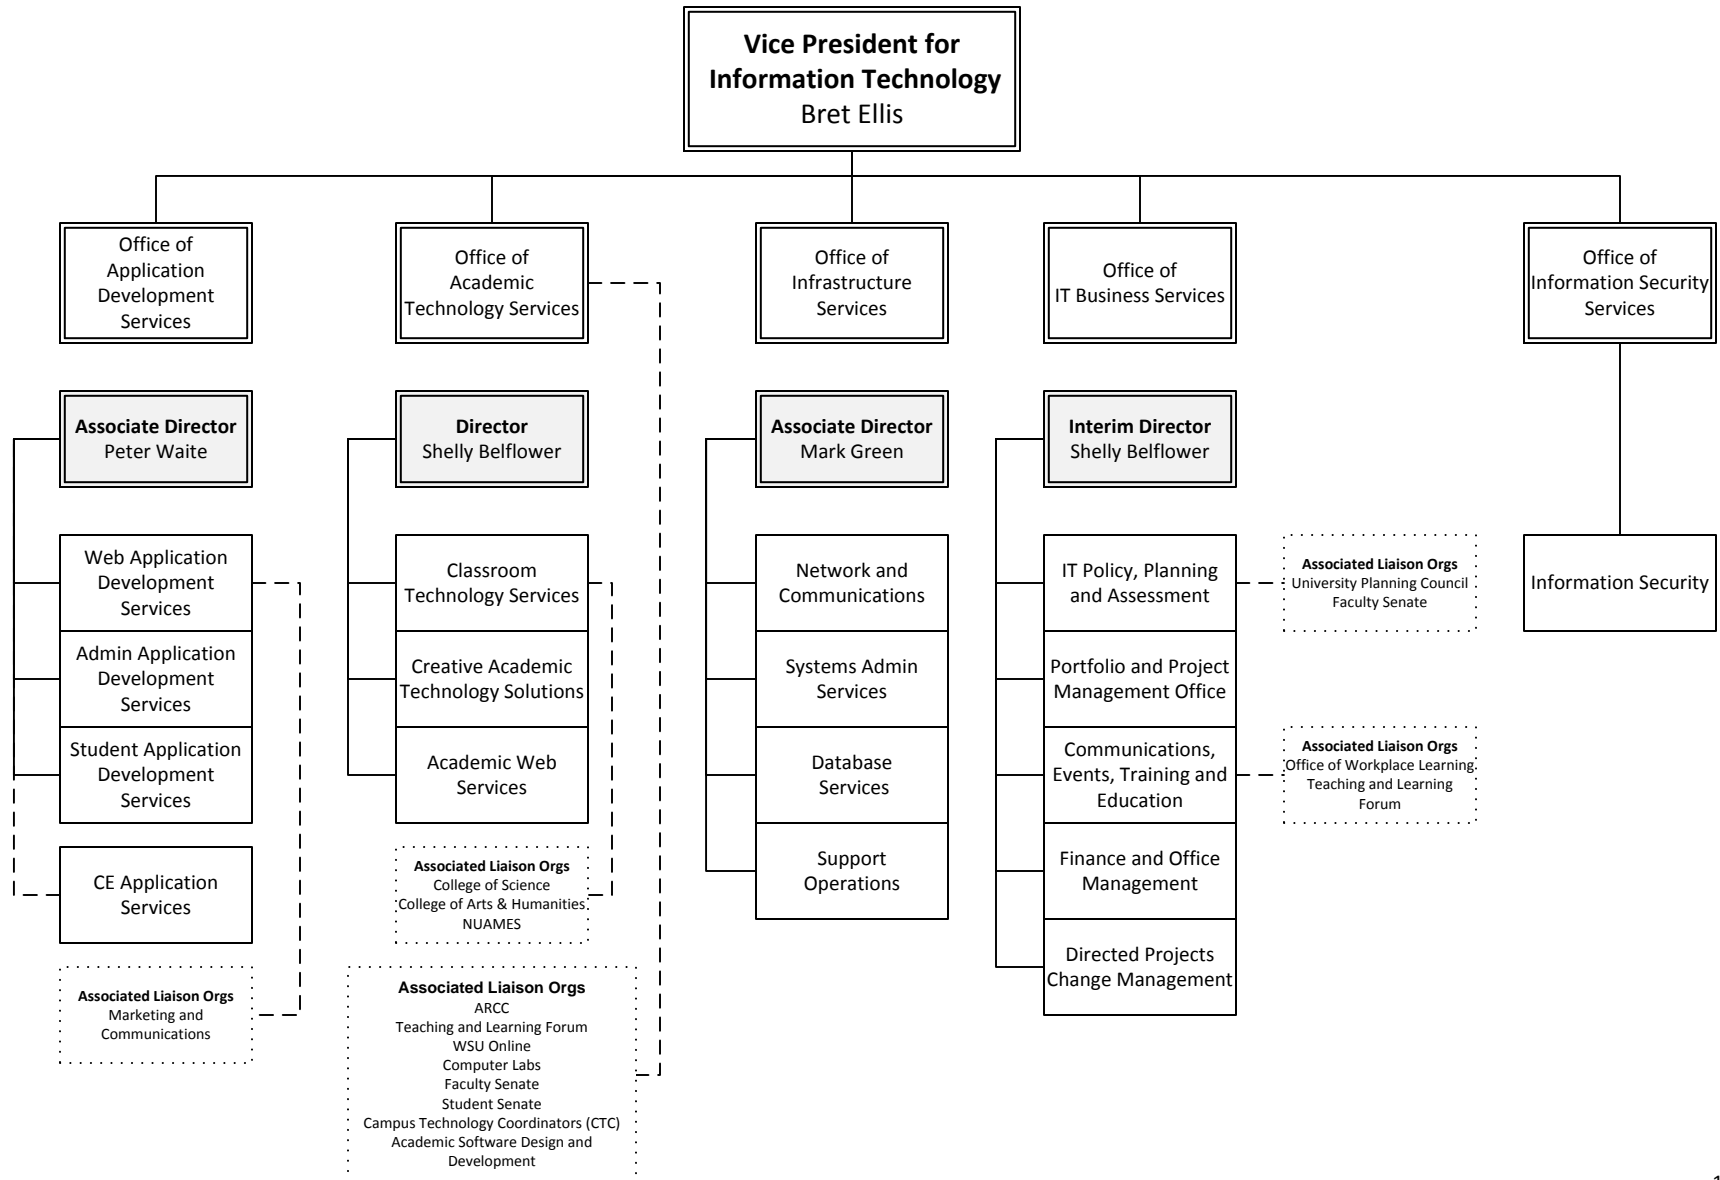 Vice President for
Information Technology
Bret Ellis
Office of
Application
Development
Services
Office of
Academic
Technology Services
Office of
Infrastructure
Services
Office of
IT Business Services
Office of
Information Security
Services
Associate Director
Peter Waite
Director
Shelly Belflower
Associate Director
Mark Green
Interim Director
Shelly Belflower
Web Application
Development
Services
Admin Application
Development
Services
Student Application
Development
Services
CE Application
Services
Associated Liaison Orgs
Marketing and
Communications
Classroom
Technology Services
Creative Academic
Technology Solutions
Academic Web
Services
Associated Liaison Orgs
College of Science
College of Arts & Humanities
NUAMES
Associated Liaison Orgs
ARCC
Teaching and Learning Forum
WSU Online
Computer Labs
Faculty Senate
Student Senate
Campus Technology Coordinators (CTC)
Academic Software Design and
Development
Network and
Communications
Systems Admin
Services
Database
Services
Support
Operations
IT Policy, Planning
and Assessment
Portfolio and Project
Management Office
Communications,
Events, Training and
Education
Finance and Office
Management
Directed Projects
Change Management
Associated Liaison Orgs
University Planning Council
Faculty Senate
Associated Liaison Orgs
Office of Workplace Learning
Teaching and Learning
Forum
Information Security
1